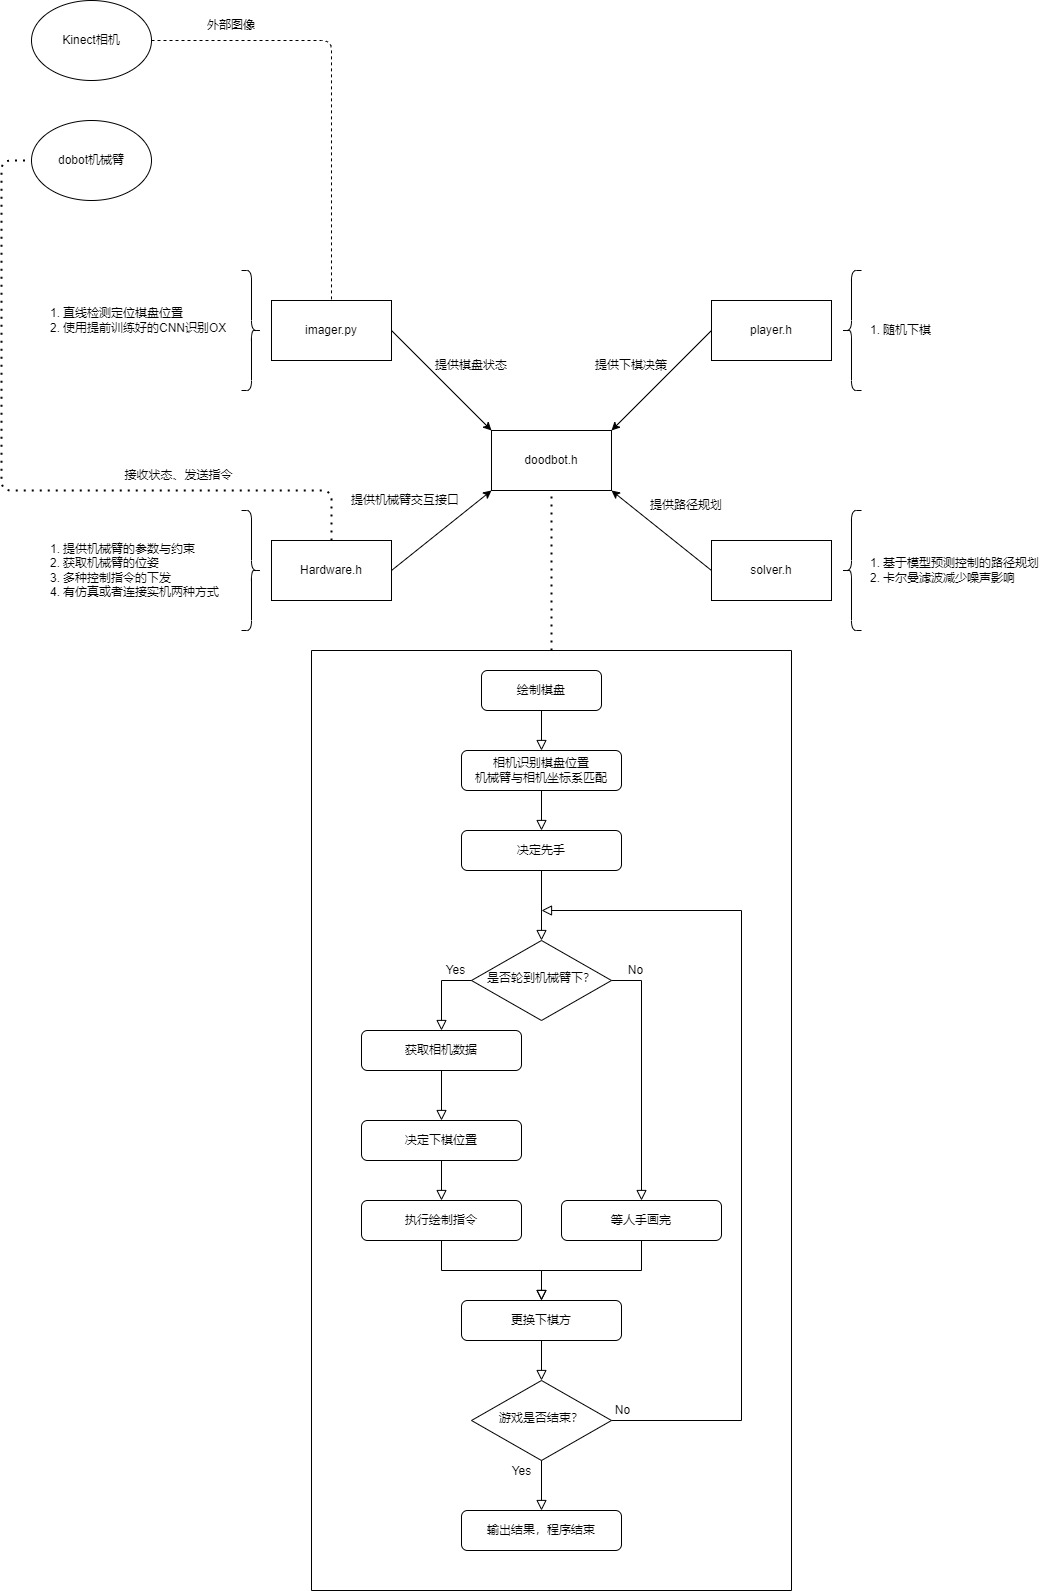 外部图像
Kinect相机
dobot机械臂
1. 直线检测定位棋盘位置
2. 使用提前训练好的CNN识别OX
imager.py
player.h
1. 随机下棋
提供棋盘状态
提供下棋决策
doodbot.h
接收状态、发送指令
提供机械臂交互接口
提供路径规划
1. 提供机械臂的参数与约束
2. 获取机械臂的位姿
3. 多种控制指令的下发
4. 有仿真或者连接实机两种方式
Hardware.h
solver.h
1. 基于模型预测控制的路径规划
2. 卡尔曼滤波减少噪声影响
绘制棋盘
相机识别棋盘位置
机械臂与相机坐标系匹配
决定先手
Yes
是否轮到机械臂下?
No
获取相机数据
决定下棋位置
执行绘制指令
等人手画完
更换下棋方
游戏是否结束?
No
Yes
输出结果，程序结束